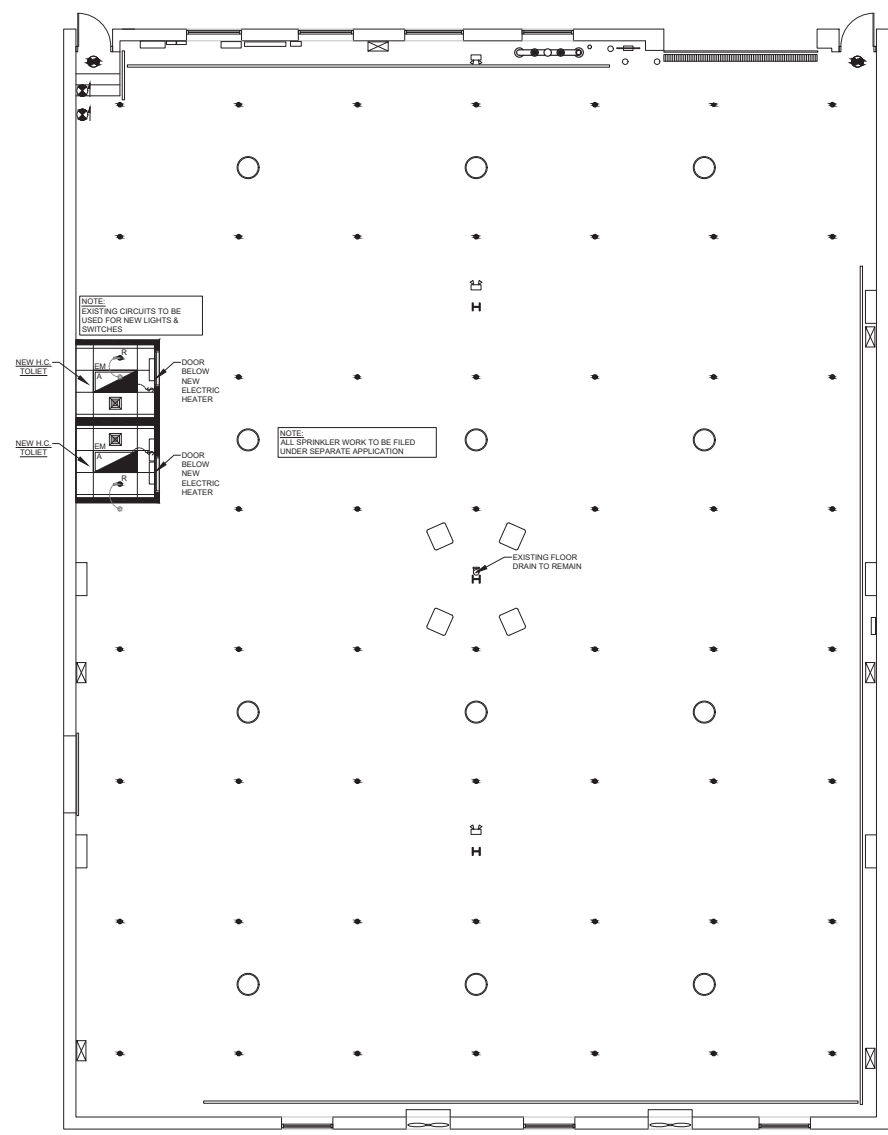 NOTE:
EXISTING CIRCUITS TO BE
USED FOR NEW LIGHTS &
SWITCHES
NEW H.C.
TOLIET
R
EM
A
S
DOOR
BELOW
NEW
ELECTRIC
HEATER
NOTE:
ALL SPRINKLER WORK TO BE FILED
UNDER SEPARATE APPLICATION
NEW H.C.
TOLIET
EM
A
S
R
DOOR
BELOW
NEW
ELECTRIC
HEATER
EXISTING FLOOR
DRAIN TO REMAIN